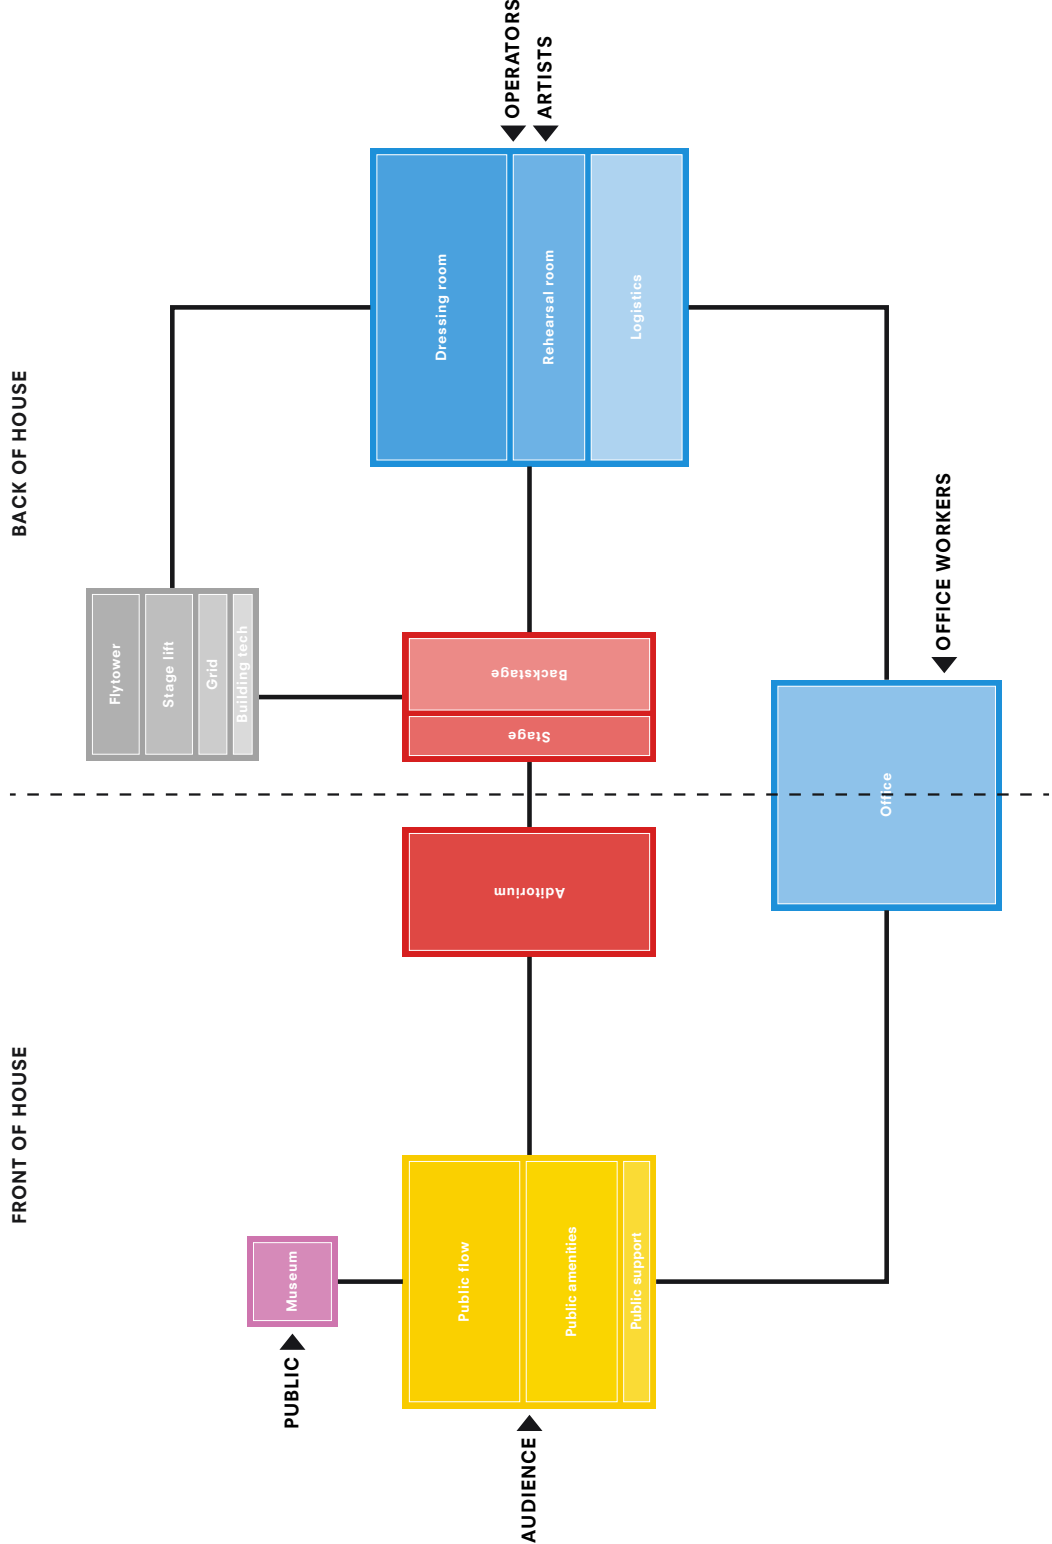 OPERATORS
ARTISTS
Dressing room
Rehearsal room
Logistics
BACK OF HOUSE
OFFICE WORKERS
Flytower
Stage lift
Grid
Building tech
Backstage
Stage
Office
Aditorium
FRONT OF HOUSE
Museum
Public flow
Public amenities
Public support
PUBLIC
AUDIENCE